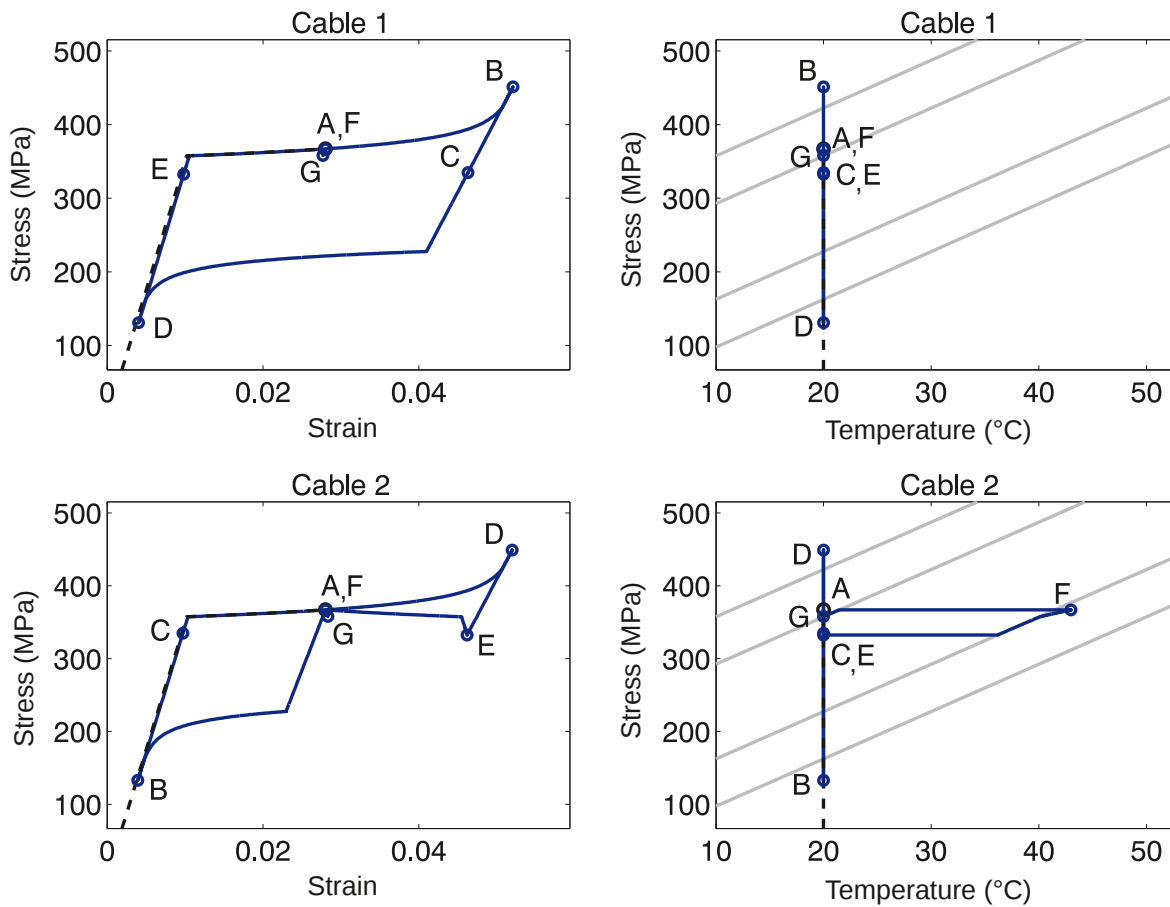 Cable 1
Stress (MPa)
500
400
300
200
100
0
0.02
0.04
Strain
A,F
B
C
D
E
G
Cable 1
Stress (MPa)
500
400
300
200
100
10
20
30
40
50
Temperature (°C)
B
A,F
G
C,E
D
Cable 2
Stress (MPa)
500
400
300
200
100
0
0.02
0.04
Strain
D
A,F
G
C
E
B
Cable 2
Stress (MPa)
500
400
300
200
100
10
20
30
40
50
Temperature (°C)
D
A
F
G
C,E
B